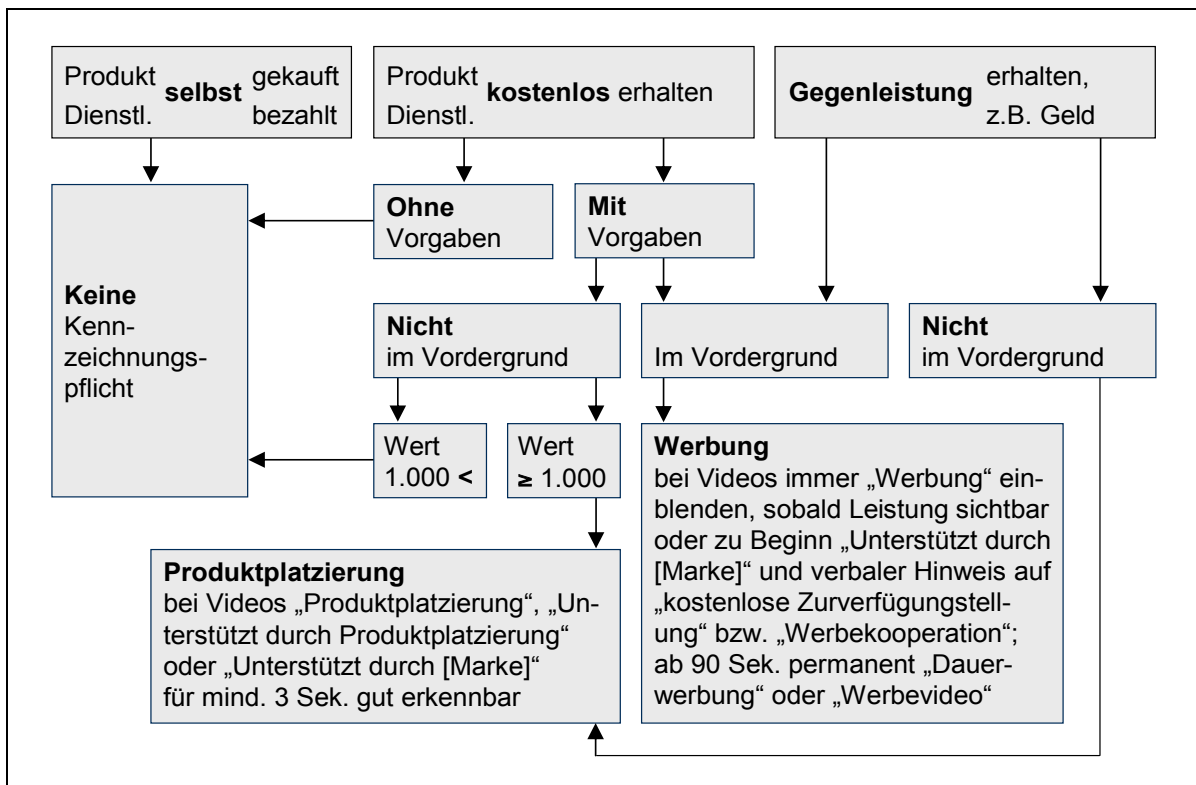 Produkt selbst gekauft
Dienstl. bezahlt
Produkt kostenlos erhalten
Dienstl.
Gegenleistung erhalten,
z.B. Geld
Keine
Kenn-
zeichnungs-
pflicht
Ohne
Vorgaben
Mit
Vorgaben
Nicht
im Vordergrund
Im Vordergrund
Nicht
im Vordergrund
Wert
1.000 <
Wert
≥ 1.000
Werbung
bei Videos immer „Werbung“ ein-
blenden, sobald Leistung sichtbar
oder zu Beginn „Unterstützt durch
[Marke]“ und verbaler Hinweis auf
„kostenlose Zurverfügungstell-
ung“ bzw. „Werbekooperation“;
ab 90 Sek. permanent „Dauer-
werbung“ oder „Werbevideo“
Produktplatzierung
bei Videos „Produktplatzierung“, „Un-
terstützt durch Produktplatzierung“
oder „Unterstützt durch [Marke]“
für mind. 3 Sek. gut erkennbar